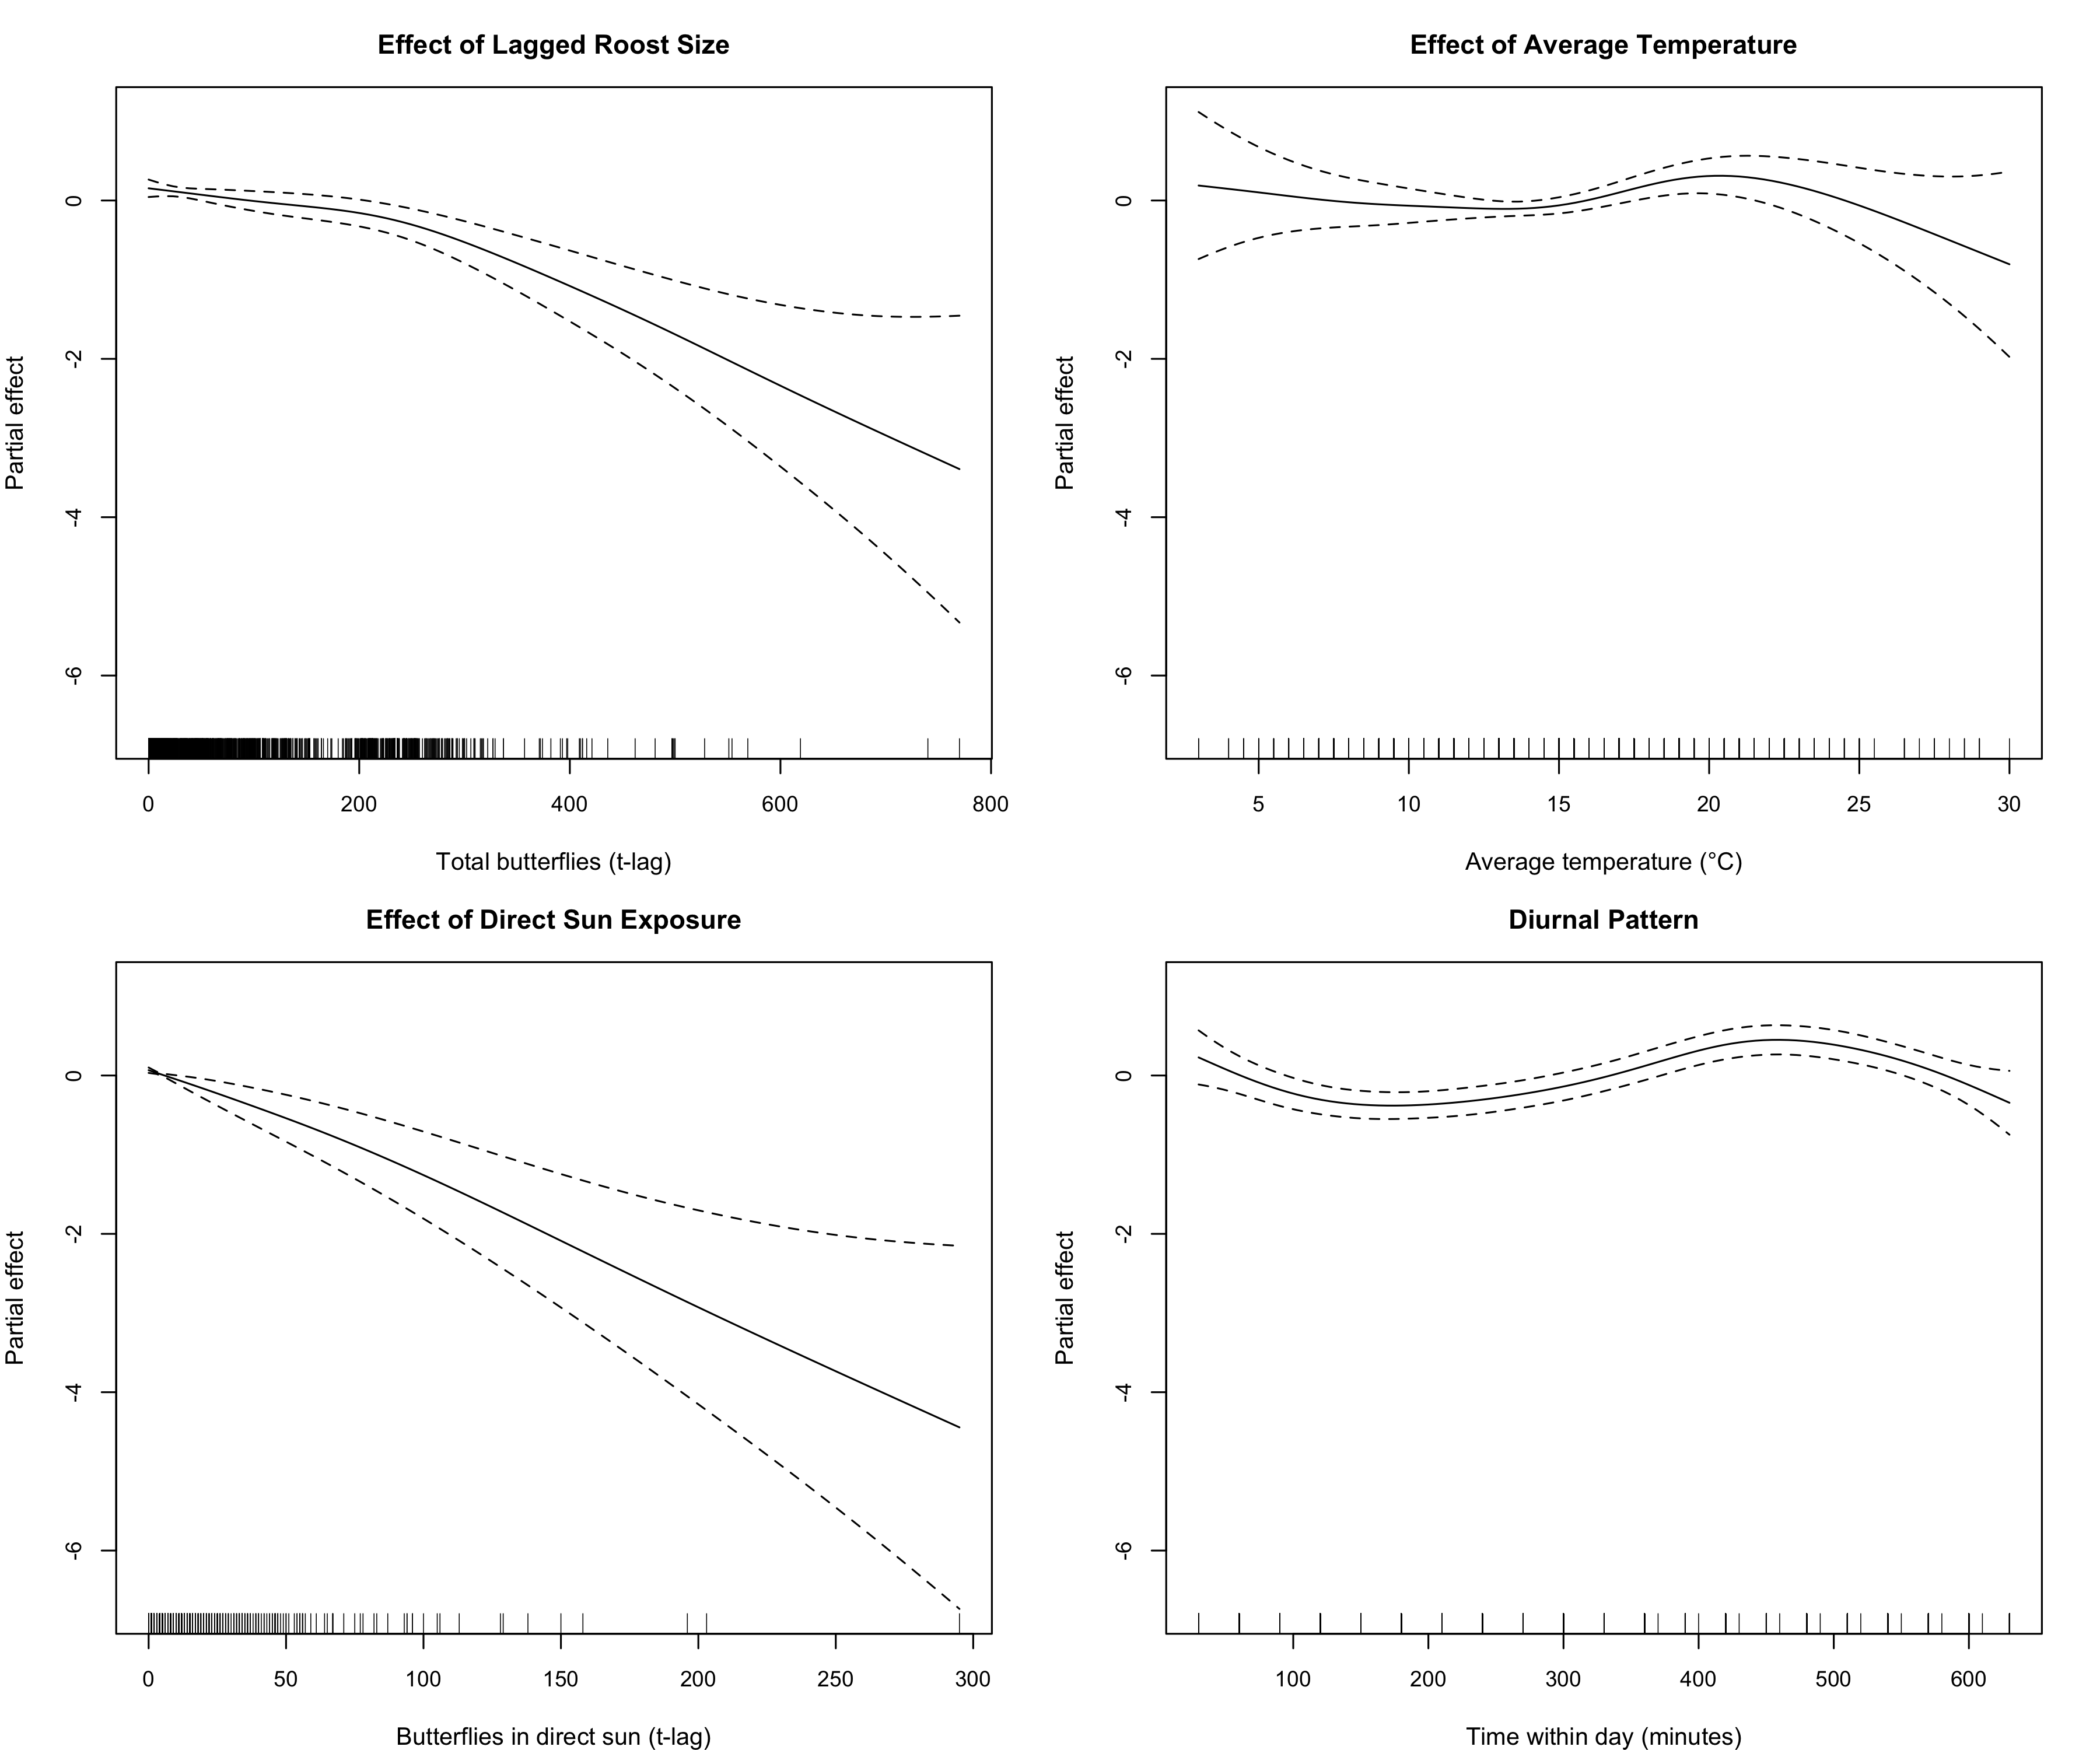 Effect of Lagged Roost Size
Partial effect
0
-2
-4
-6
0 200 400 600 800
Total butterflies (t-lag)
Effect of Average Temperature
Partial effect
0
-2
-4
-6
5 10 15 20 25 30
Average temperature (°C)
Effect of Direct Sun Exposure
Partial effect
0
-2
-4
-6
0 50 100 150 200 250 300
Butterflies in direct sun (t-lag)
Diurnal Pattern
Partial effect
0
-2
-4
-6
100 200 300 400 500 600
Time within day (minutes)